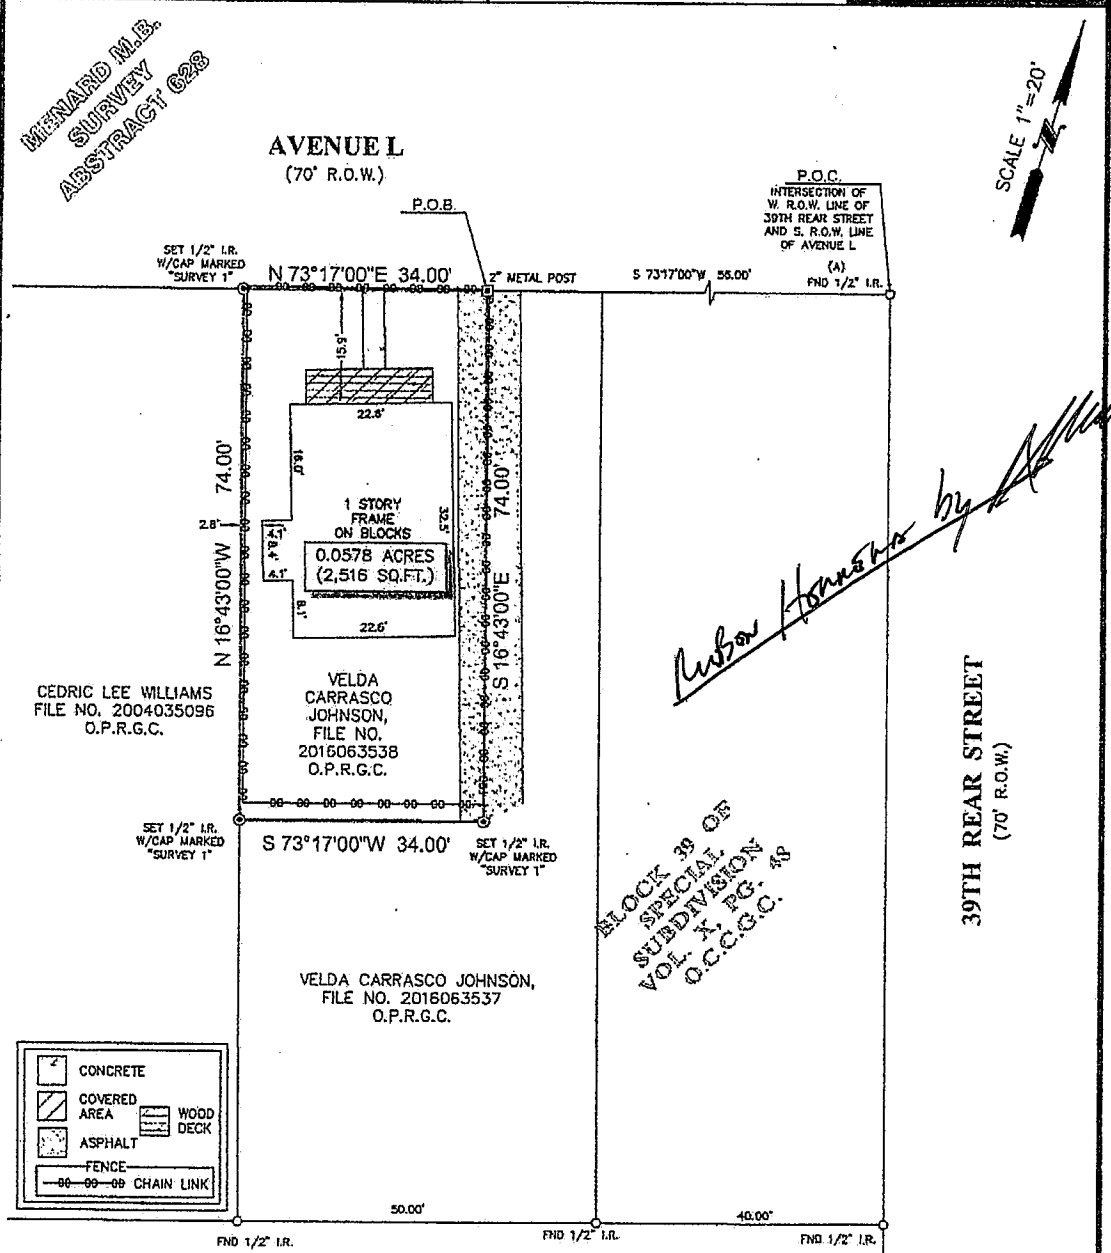 MENARD M.B.
SURVEY
ABSTRACT 628
AVENUE L
(70' R.O.W.)
SCALE 1"=20'
P.O.B.
P.O.C.
INTERSECTION OF
W. R.O.W. LINE OF
39TH REAR STREET
AND S. R.O.W. LINE
OF AVENUE L
(A)
FND 1/2" I.R.
SET 1/2" I.R.
W/CAP MARKED
"SURVEY 1"
N 73°17'00"E 34.00'
2" METAL POST
S 73°17'00"W 56.00'
15.9'
22.6'
16.0'
N 16°43'00"W 74.00'
S 16°43'00"E 74.00'
2.8'
4.1'
8.4'
4.1'
8.1'
32.5'
1 STORY
FRAME
ON BLOCKS
0.0578 ACRES
(2,516 SQ.FT.)
22.6'
by
CEDRIC LEE WILLIAMS
FILE NO. 2004035096
O.P.R.G.C.
VELDA
CARRASCO
JOHNSON,
FILE NO.
2016063538
O.P.R.G.C.
39TH REAR STREET
(70' R.O.W.)
SET 1/2" I.R.
W/CAP MARKED
"SURVEY 1"
S 73°17'00"W 34.00'
SET 1/2" I.R.
W/CAP MARKED
"SURVEY 1"
BLOCK 39 OF
SPECIAL
SUBDIVISION
VOL. X, PG. 48
O.C.C.G.C.
VELDA CARRASCO JOHNSON,
FILE NO. 2016063537
O.P.R.G.C.
CONCRETE
COVERED
AREA
WOOD
DECK
ASPHALT
FENCE
CHAIN LINK
50.00'
40.00'
FND 1/2" I.R.
FND 1/2" I.R.
FND 1/2" I.R.